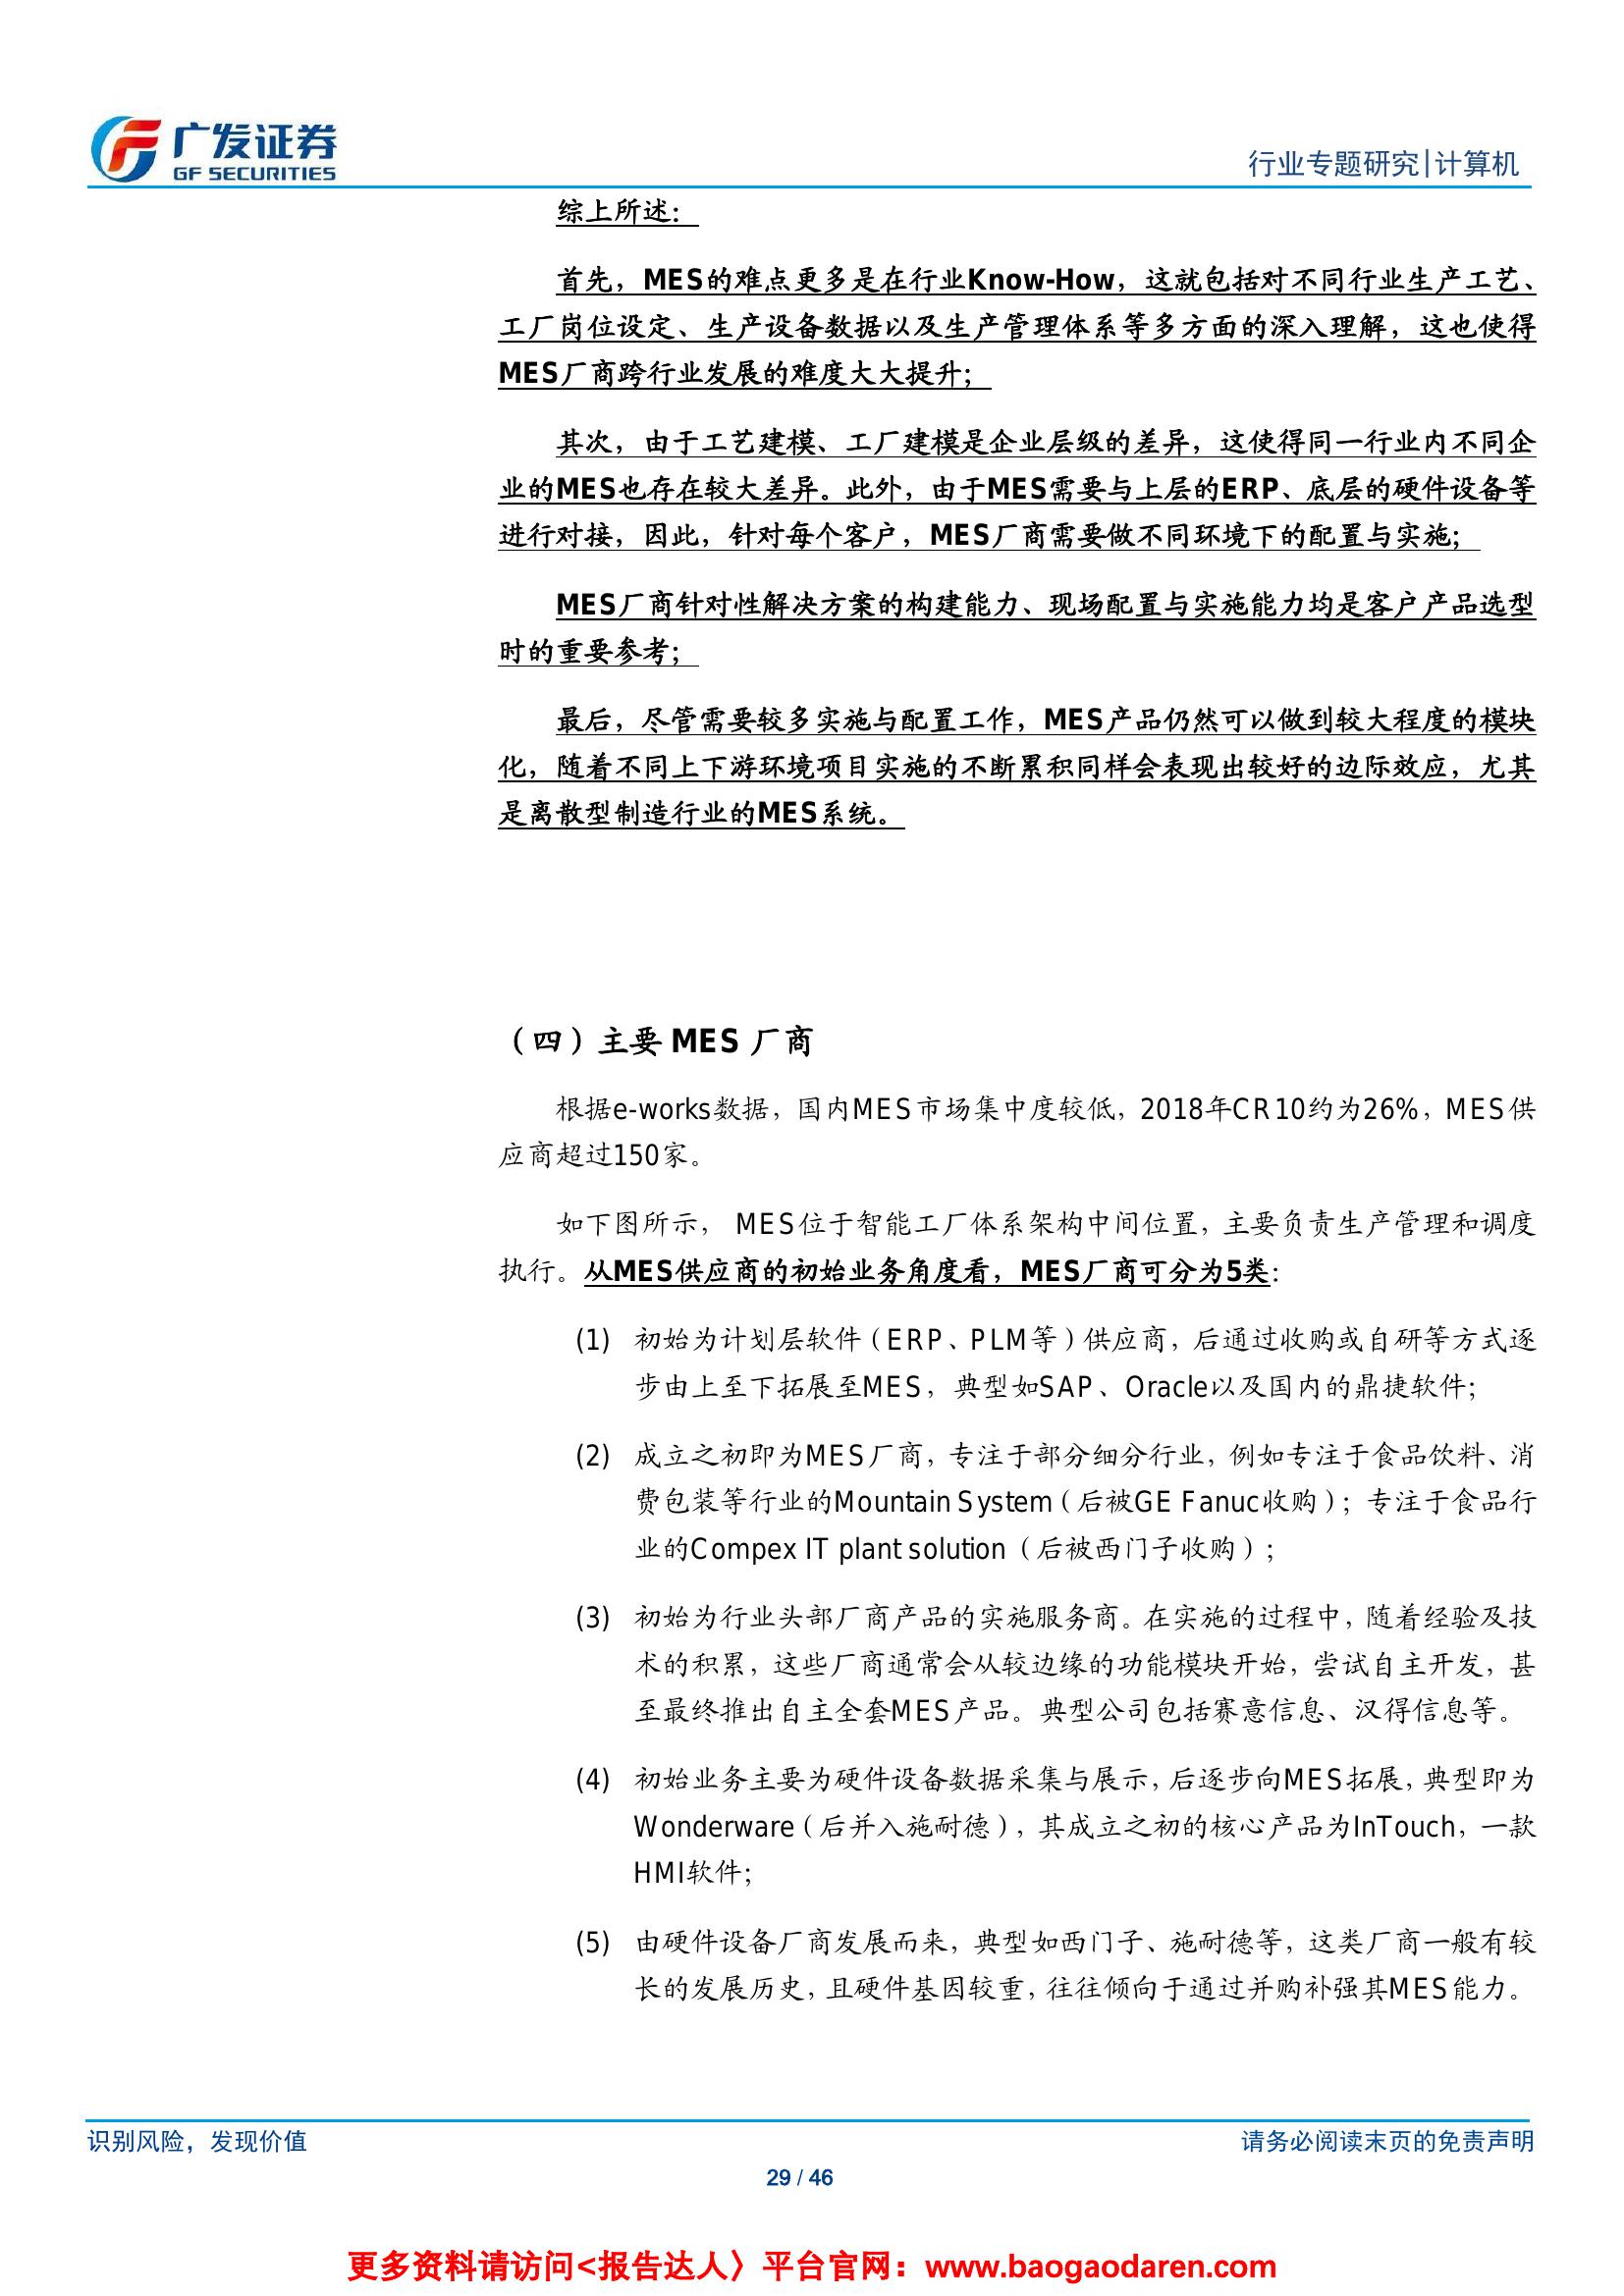 广发证券
GF SECURITIES
行业专题研究|计算机
综上所述：
首先，MES的难点更多是在行业Know-How，这就包括对不同行业生产工艺、
工厂岗位设定、生产设备数据以及生产管理体系等多方面的深入理解，这也使得
MES厂商跨行业发展的难度大大提升；
其次，由于工艺建模、工厂建模是企业层级的差异，这使得同一行业内不同企
业的MES也存在较大差异。此外，由于MES需要与上层的ERP、底层的硬件设备等
进行对接，因此，针对每个客户，MES厂商需要做不同环境下的配置与实施；
MES厂商针对性解决方案的构建能力、现场配置与实施能力均是客户产品选型
时的重要参考；
最后，尽管需要较多实施与配置工作，MES产品仍然可以做到较大程度的模块
化，随着不同上下游环境项目实施的不断累积同样会表现出较好的边际效应，尤其
是离散型制造行业的MES系统。
（四）主要 MES 厂商
根据e-works数据，国内MES市场集中度较低，2018年CR10约为26%，MES供
应商超过150家。
如下图所示， MES位于智能工厂体系架构中间位置，主要负责生产管理和调度
执行。从MES供应商的初始业务角度看，MES厂商可分为5类：
(1) 初始为计划层软件（ERP、PLM等）供应商，后通过收购或自研等方式逐
步由上至下拓展至MES，典型如SAP、Oracle以及国内的鼎捷软件；
(2) 成立之初即为MES厂商，专注于部分细分行业，例如专注于食品饮料、消
费包装等行业的Mountain System（后被GE Fanuc收购）；专注于食品行
业的Compex IT plant solution（后被西门子收购）；
(3) 初始为行业头部厂商产品的实施服务商。在实施的过程中，随着经验及技
术的积累，这些厂商通常会从较边缘的功能模块开始，尝试自主开发，甚
至最终推出自主全套MES产品。典型公司包括赛意信息、汉得信息等。
(4) 初始业务主要为硬件设备数据采集与展示，后逐步向MES拓展，典型即为
Wonderware（后并入施耐德），其成立之初的核心产品为InTouch，一款
HMI软件；
(5) 由硬件设备厂商发展而来，典型如西门子、施耐德等，这类厂商一般有较
长的发展历史，且硬件基因较重，往往倾向于通过并购补强其MES能力。
识别风险，发现价值
请务必阅读末页的免责声明
29 / 46
更多资料请访问<报告达人〉平台官网：www.baogaodaren.com